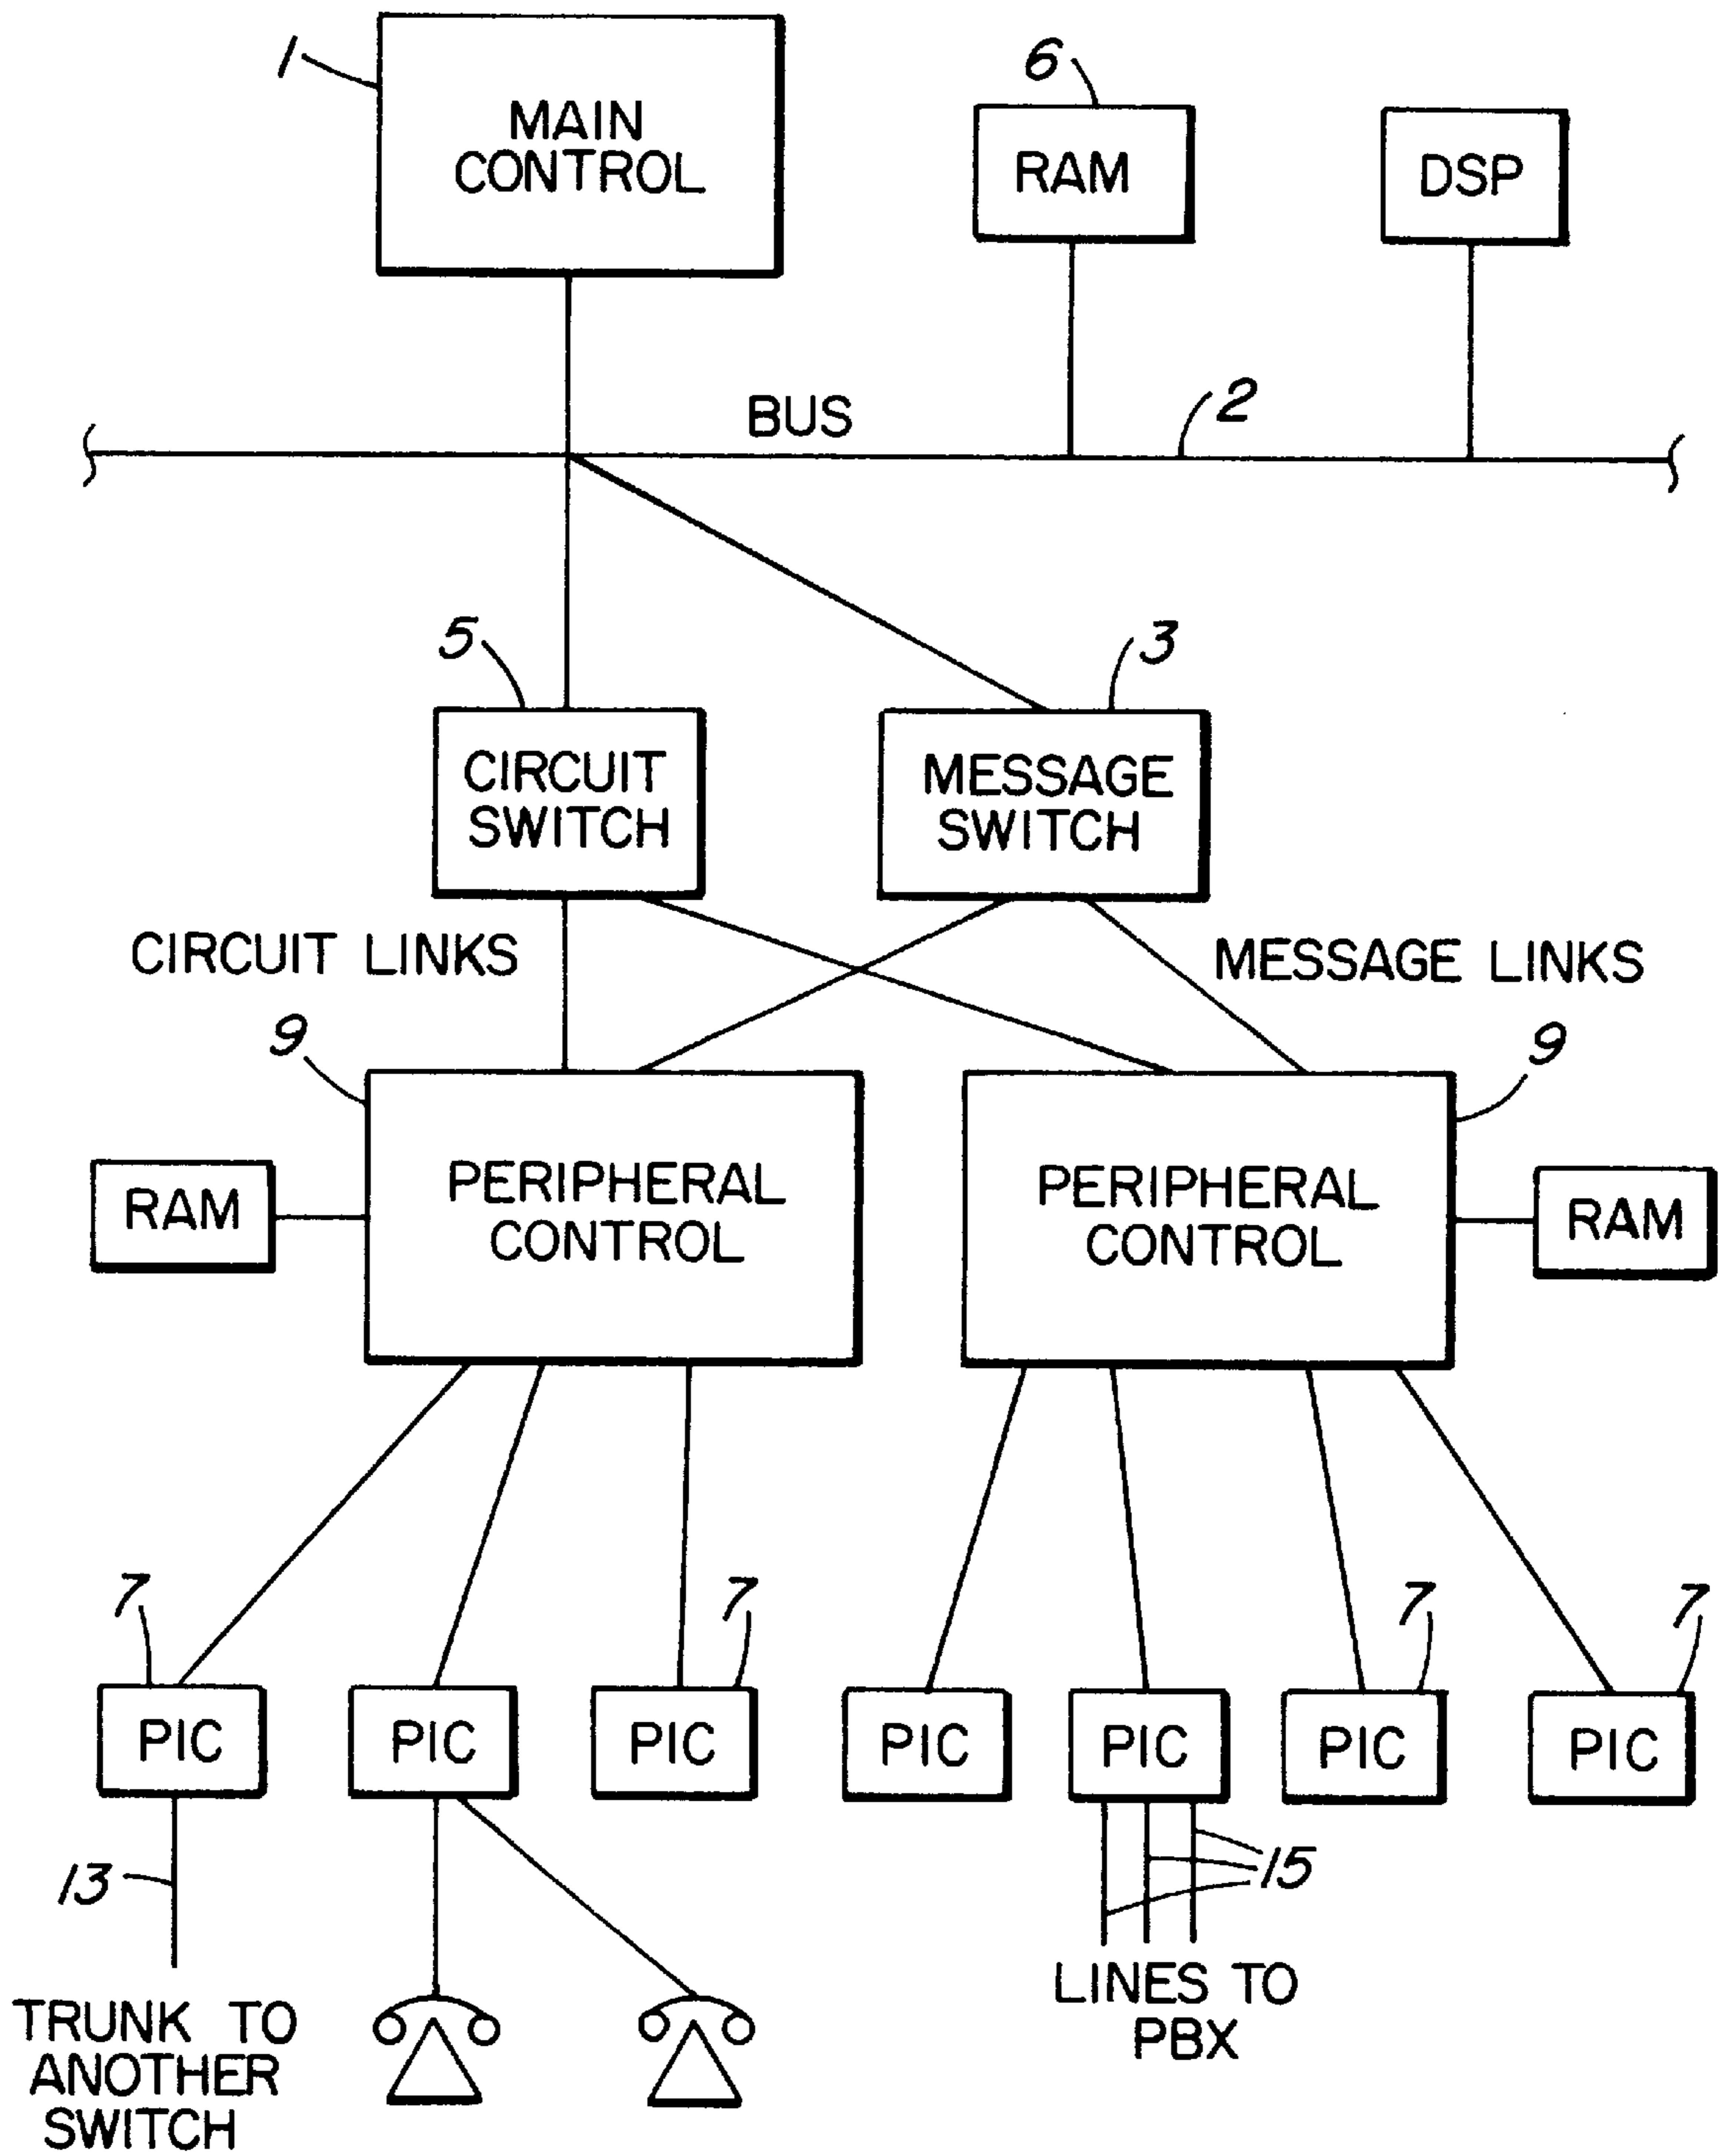 1
MAIN
CONTROL
6
RAM
DSP
BUS
2
5
3
CIRCUIT
SWITCH
MESSAGE
SWITCH
CIRCUIT LINKS
MESSAGE LINKS
9
9
RAM
PERIPHERAL
CONTROL
PERIPHERAL
CONTROL
RAM
7
7
7
7
PIC
PIC
PIC
PIC
PIC
PIC
PIC
13
15
TRUNK TO
ANOTHER
SWITCH
LINES TO
PBX